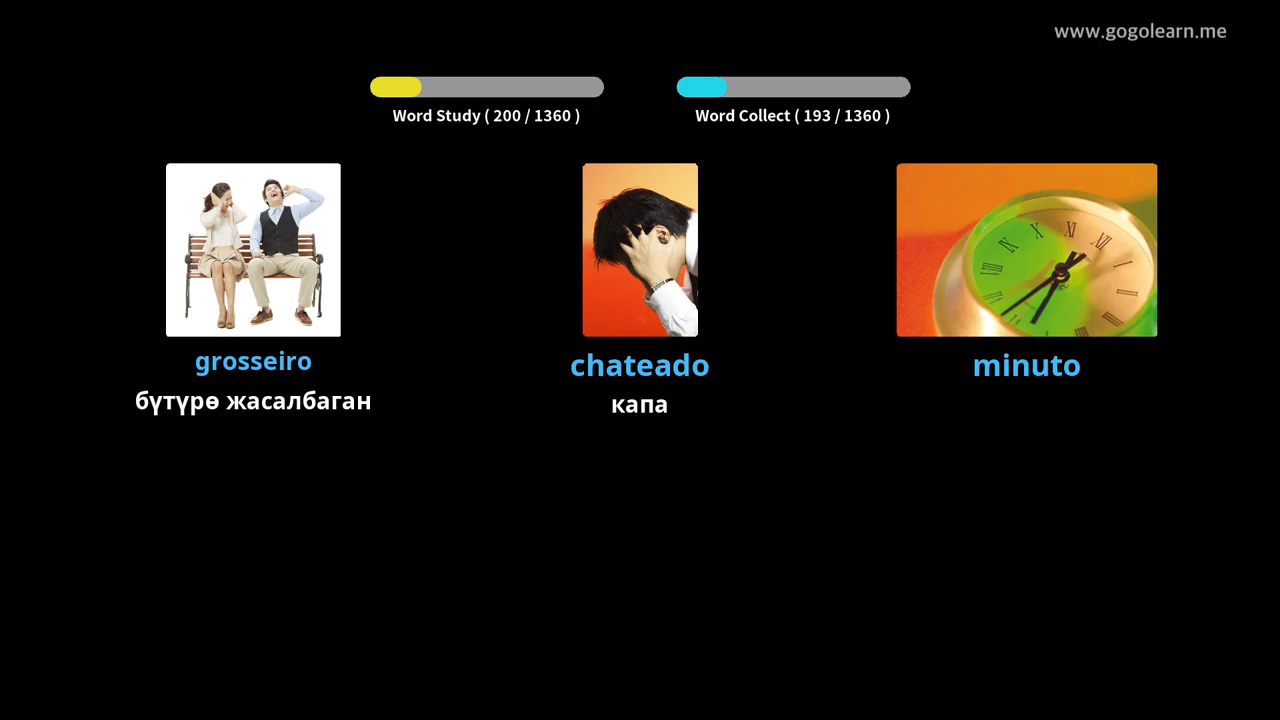 www.gogolearn.me
Word Study ( 200 / 1360 )
Word Collect ( 193 / 1360 )
grosseiro
бүтүрө жасалбаган
chateado
капа
minuto